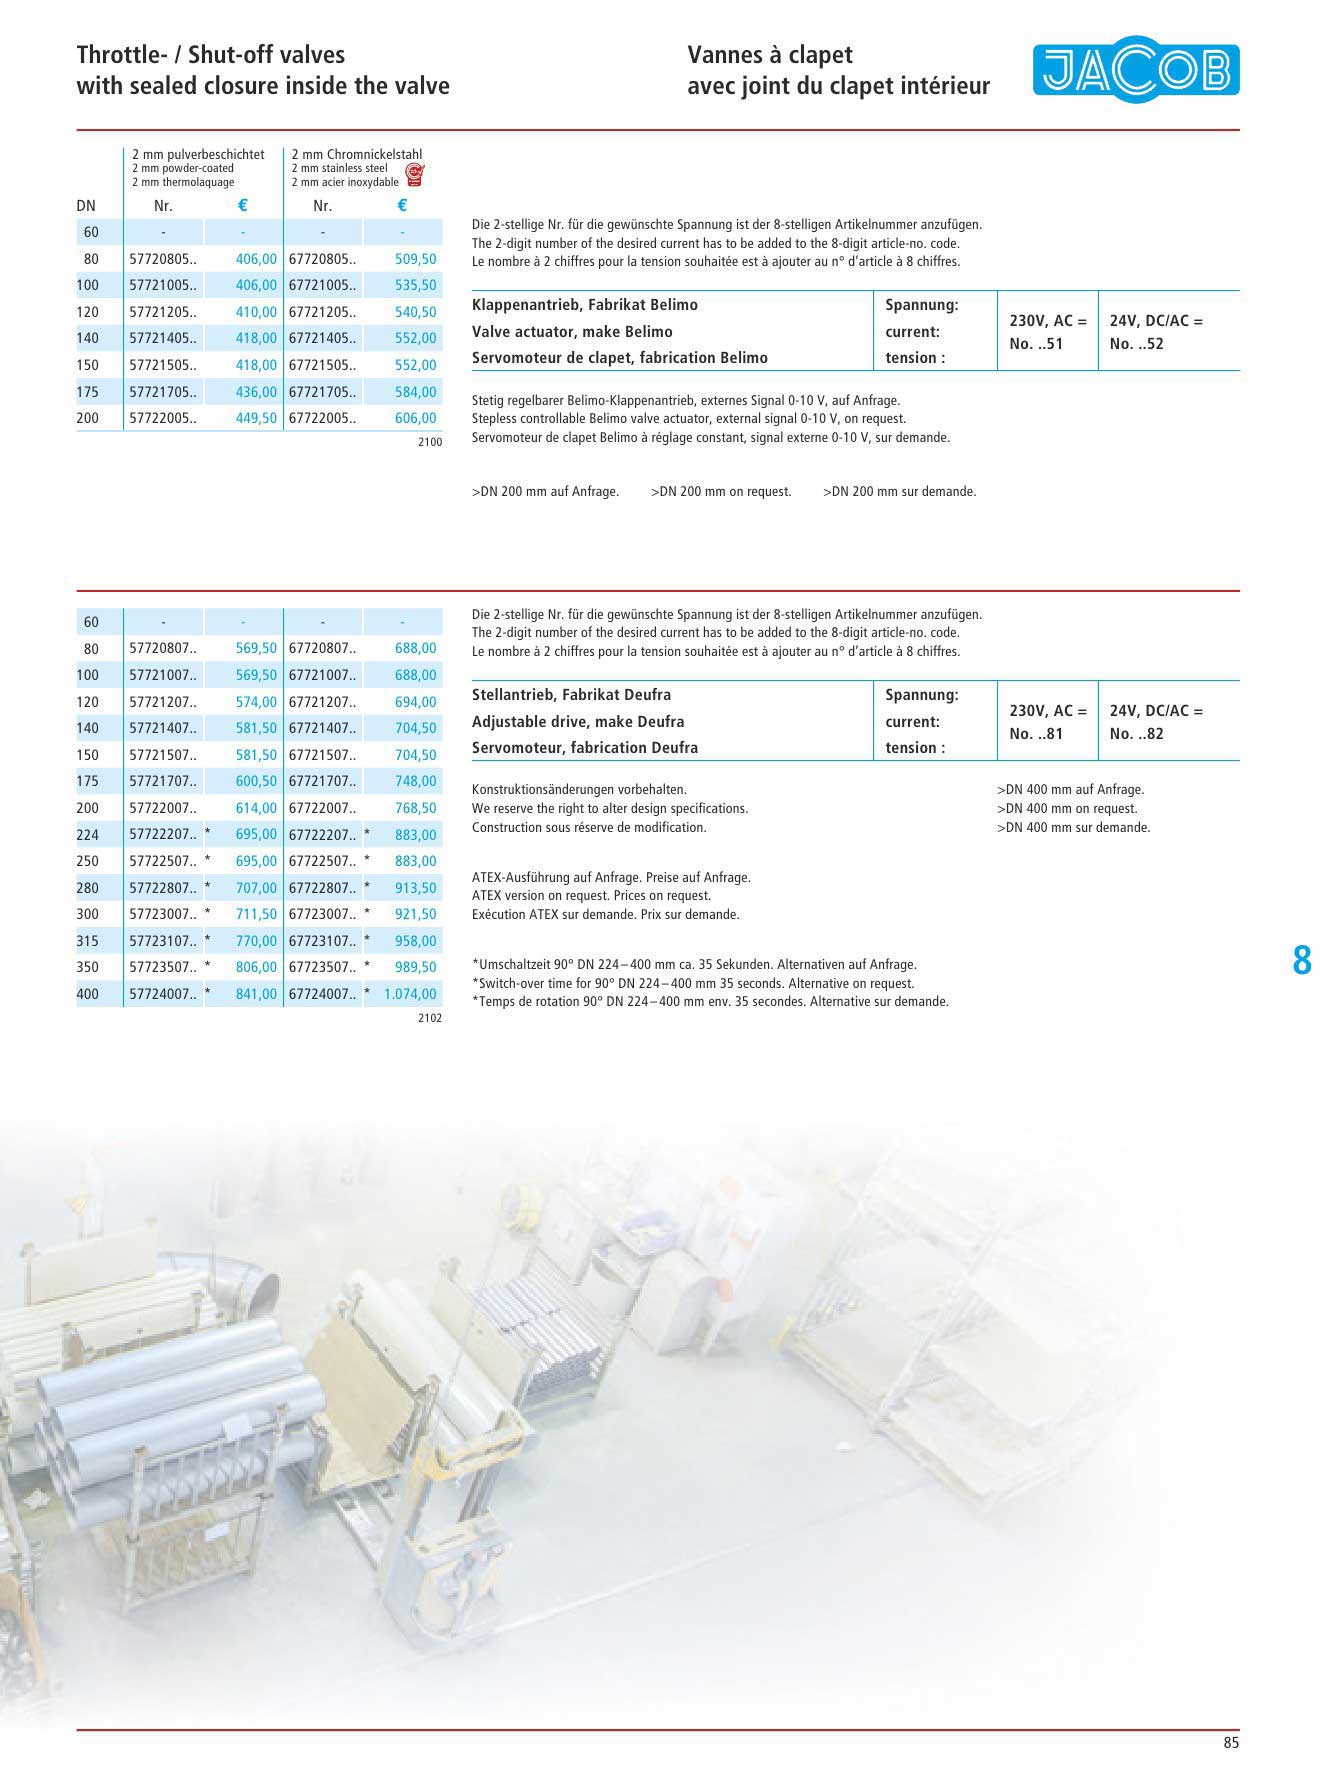 Throttle- / Shut-off valves
with sealed closure inside the valve
Vannes à clapet
avec joint du clapet intérieur
JACOB
2 mm pulverbeschichtet
2 mm powder-coated
2 mm thermolaquage
2 mm Chromnickelstahl
2 mm stainless steel
2 mm acier inoxydable
DN Nr. € Nr. €
60 - - - -
80 57720805.. 406,00 67720805.. 509,50
100 57721005.. 406,00 67721005.. 535,50
120 57721205.. 410,00 67721205.. 540,50
140 57721405.. 418,00 67721405.. 552,00
150 57721505.. 418,00 67721505.. 552,00
175 57721705.. 436,00 67721705.. 584,00
200 57722005.. 449,50 67722005.. 606,00
2100
Die 2-stellige Nr. für die gewünschte Spannung ist der 8-stelligen Artikelnummer anzufügen.
The 2-digit number of the desired current has to be added to the 8-digit article-no. code.
Le nombre à 2 chiffres pour la tension souhaitée est à ajouter au n° d’article à 8 chiffres.
Klappenantrieb, Fabrikat Belimo
Valve actuator, make Belimo
Servomoteur de clapet, fabrication Belimo
Spannung:
current:
tension :
230V, AC =
No. ..51
24V, DC/AC =
No. ..52
Stetig regelbarer Belimo-Klappenantrieb, externes Signal 0-10 V, auf Anfrage.
Stepless controllable Belimo valve actuator, external signal 0-10 V, on request.
Servomoteur de clapet Belimo à réglage constant, signal externe 0-10 V, sur demande.
>DN 200 mm auf Anfrage. >DN 200 mm on request. >DN 200 mm sur demande.
60 - - - -
80 57720807.. 569,50 67720807.. 688,00
100 57721007.. 569,50 67721007.. 688,00
120 57721207.. 574,00 67721207.. 694,00
140 57721407.. 581,50 67721407.. 704,50
150 57721507.. 581,50 67721507.. 704,50
175 57721707.. 600,50 67721707.. 748,00
200 57722007.. 614,00 67722007.. 768,50
224 57722207.. * 695,00 67722207.. * 883,00
250 57722507.. * 695,00 67722507.. * 883,00
280 57722807.. * 707,00 67722807.. * 913,50
300 57723007.. * 711,50 67723007.. * 921,50
315 57723107.. * 770,00 67723107.. * 958,00
350 57723507.. * 806,00 67723507.. * 989,50
400 57724007.. * 841,00 67724007.. * 1.074,00
2102
Die 2-stellige Nr. für die gewünschte Spannung ist der 8-stelligen Artikelnummer anzufügen.
The 2-digit number of the desired current has to be added to the 8-digit article-no. code.
Le nombre à 2 chiffres pour la tension souhaitée est à ajouter au n° d’article à 8 chiffres.
Stellantrieb, Fabrikat Deufra
Adjustable drive, make Deufra
Servomoteur, fabrication Deufra
Spannung:
current:
tension :
230V, AC =
No. ..81
24V, DC/AC =
No. ..82
Konstruktionsänderungen vorbehalten.
We reserve the right to alter design specifications.
Construction sous réserve de modification.
>DN 400 mm auf Anfrage.
>DN 400 mm on request.
>DN 400 mm sur demande.
ATEX-Ausführung auf Anfrage. Preise auf Anfrage.
ATEX version on request. Prices on request.
Exécution ATEX sur demande. Prix sur demande.
*Umschaltzeit 90° DN 224–400 mm ca. 35 Sekunden. Alternativen auf Anfrage.
*Switch-over time for 90° DN 224–400 mm 35 seconds. Alternative on request.
*Temps de rotation 90° DN 224–400 mm env. 35 secondes. Alternative sur demande.
8
85